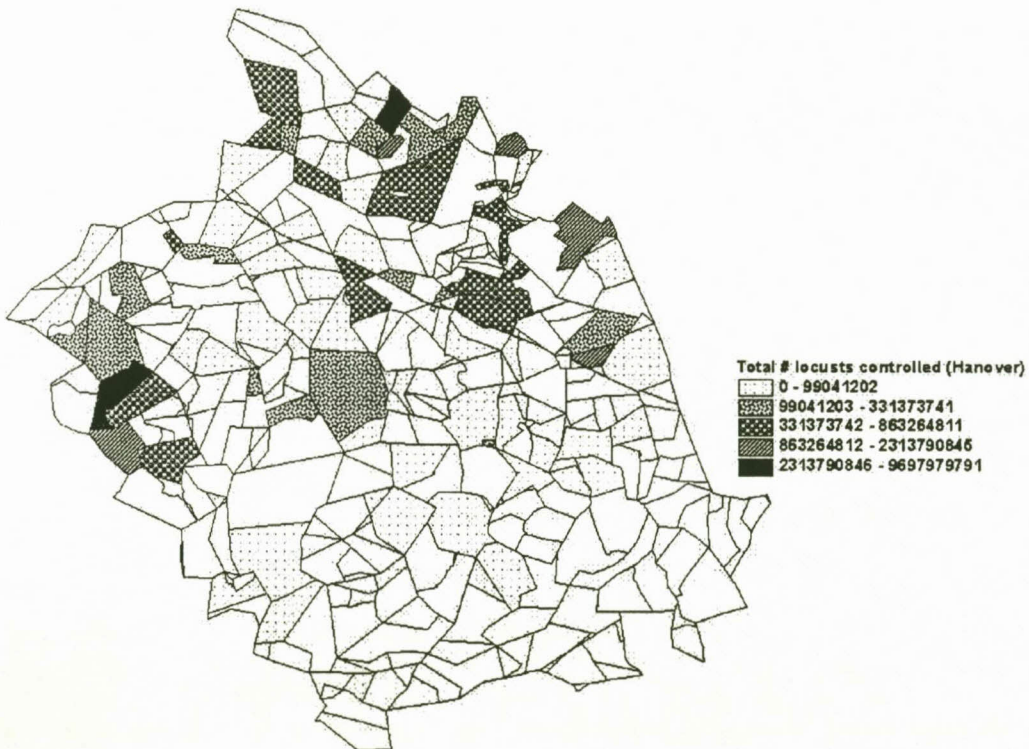 Total # locusts controlled (Hanover)
0 - 99041202
99041203 - 331373741
331373742 - 863264811
863264812 - 2313790845
2313790846 - 9697979791